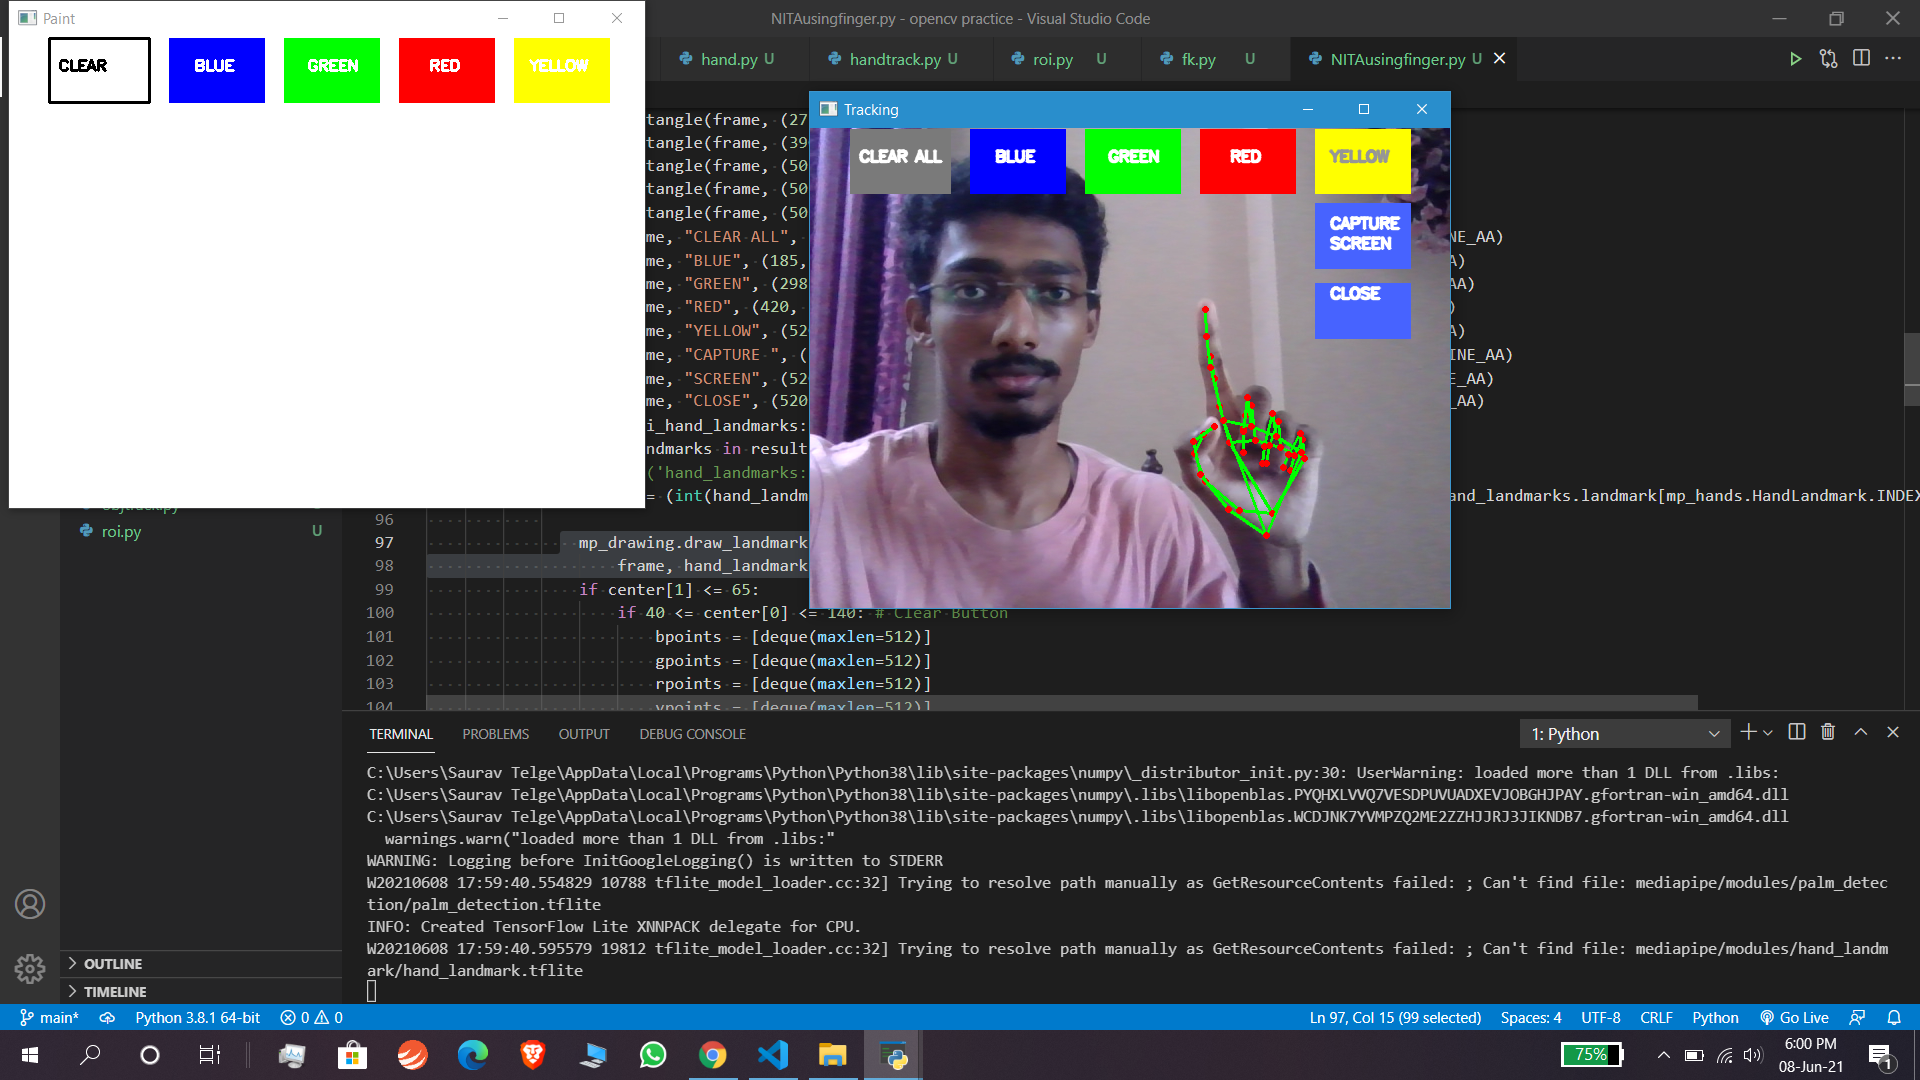 Paint
CLEAR
BLUE
GREEN
RED
YELLOW
NITAusingfinger.py - opencv practice - Visual Studio Code
hand.py U
handtrack.py U
roi.py U
fk.py U
NITAusingfinger.py U
Tracking
CLEAR ALL
BLUE
GREEN
RED
YELLOW
CAPTURE
SCREEN
CLOSE
tangle(frame, (27
tangle(frame, (39
tangle(frame, (50
tangle(frame, (50
tangle(frame, (50
me, "CLEAR ALL", NE_AA)
me, "BLUE", (185, A)
me, "GREEN", (298 AA)
me, "RED", (420, )
me, "YELLOW", (52 A)
me, "CAPTURE ", ( INE_AA)
me, "SCREEN", (52 E_AA)
me, "CLOSE", (520 _AA)
i_hand_landmarks:
ndmarks in result
('hand_landmarks:
= (int(hand_landm and_landmarks.landmark[mp_hands.HandLandmark.INDEX
roi.py U
96
97 mp_drawing.draw_landmark
98 frame, hand_landmark
99 if center[1] <= 65:
100 if 40 <= center[0] <= 140: # Clear Button
101 bpoints = [deque(maxlen=512)]
102 gpoints = [deque(maxlen=512)]
103 rpoints = [deque(maxlen=512)]
104 ypoints = [deque(maxlen=512)]
TERMINAL PROBLEMS OUTPUT DEBUG CONSOLE
1: Python
C:\Users\Saurav Telge\AppData\Local\Programs\Python\Python38\lib\site-packages\numpy\_distributor_init.py:30: UserWarning: loaded more than 1 DLL from .libs:
C:\Users\Saurav Telge\AppData\Local\Programs\Python\Python38\lib\site-packages\numpy\.libs\libopenblas.PYQHXLVVQ7VESDPUVUADXEVJOBGHJPAY.gfortran-win_amd64.dll
C:\Users\Saurav Telge\AppData\Local\Programs\Python\Python38\lib\site-packages\numpy\.libs\libopenblas.WCDJNK7YVMPZQ2ME2ZZHJJRJ3JIKNDB7.gfortran-win_amd64.dll
warnings.warn("loaded more than 1 DLL from .libs:"
WARNING: Logging before InitGoogleLogging() is written to STDERR
W20210608 17:59:40.554829 10788 tflite_model_loader.cc:32] Trying to resolve path manually as GetResourceContents failed: ; Can't find file: mediapipe/modules/palm_detec
tion/palm_detection.tflite
INFO: Created TensorFlow Lite XNNPACK delegate for CPU.
W20210608 17:59:40.595579 19812 tflite_model_loader.cc:32] Trying to resolve path manually as GetResourceContents failed: ; Can't find file: mediapipe/modules/hand_landm
ark/hand_landmark.tflite
OUTLINE
TIMELINE
main* Python 3.8.1 64-bit 0 0 Ln 97, Col 15 (99 selected) Spaces: 4 UTF-8 CRLF Python Go Live
75%
6:00 PM
08-Jun-21
1